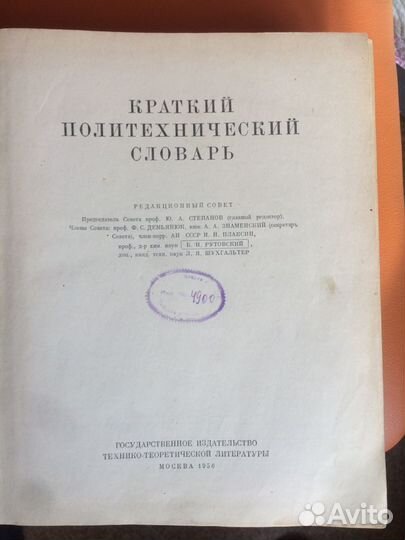 КРАТКИЙ
ПОЛИТЕХНИЧЕСКИЙ
СЛОВАРЬ
РЕДАКЦИОННЫЙ СОВЕТ
Председатель Совета проф. Ю. А. СТЕПАНОВ (главный редактор).
Члены Совета: проф. Ф. С. ДЕМЬЯНЮК, инж. А. А. ЗНАМЕНСКИЙ (секретарь
Совета), член-корр. АН СССР И. Н. ПЛАКСИН,
проф., д-р хим. наук Б. Н. РУТОВСКИЙ,
доц., канд. техн. наук Л. Я. ШУХГАЛЬТЕР
4900
ГОСУДАРСТВЕННОЕ ИЗДАТЕЛЬСТВО
ТЕХНИКО-ТЕОРЕТИЧЕСКОЙ ЛИТЕРАТУРЫ
МОСКВА 1956
Avito